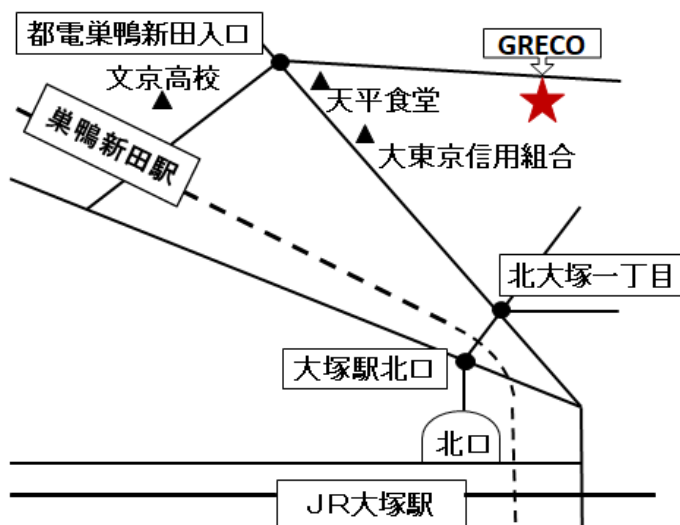 都電巣鴨新田入口
GRECO
文京高校
天平食堂
大東京信用組合
巣鴨新田駅
北大塚一丁目
大塚駅北口
北口
JR大塚駅